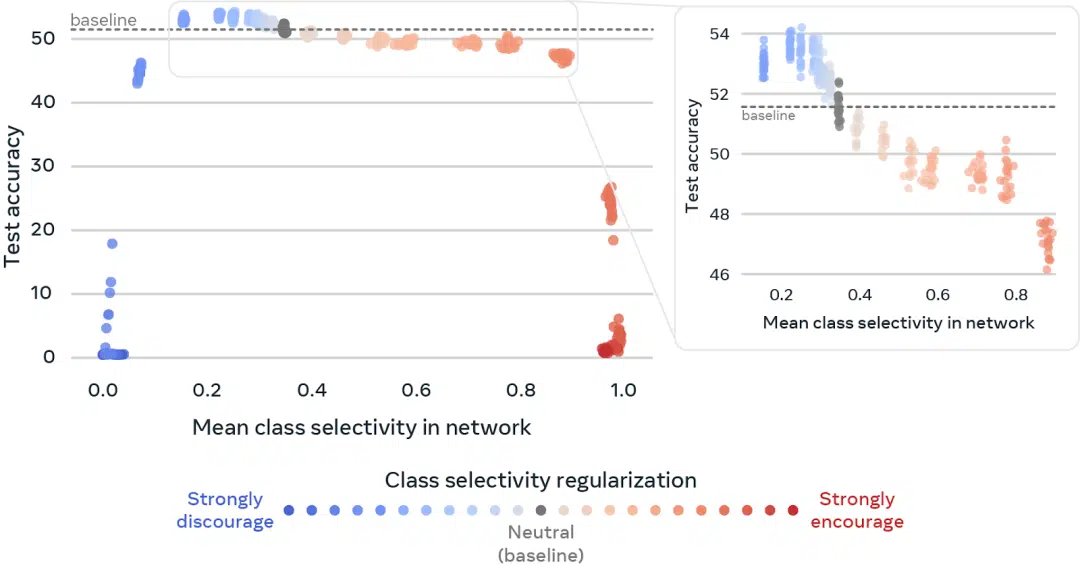 baseline
50
40
30
20
10
0
Test accuracy
0.0 0.2 0.4 0.6 0.8 1.0
Mean class selectivity in network
54
52
50
48
46
baseline
Test accuracy
0.2 0.4 0.6 0.8
Mean class selectivity in network
Class selectivity regularization
Strongly
discourage
Neutral
(baseline)
Strongly
encourage